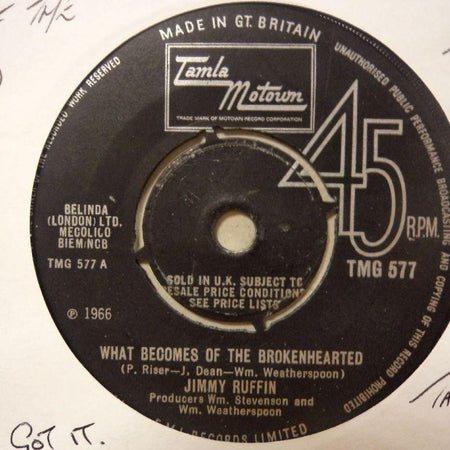 MADE IN GT. BRITAIN
UNAUTHORISED PUBLIC PERFORMANCE BROADCASTING AND COPYING OF THIS RECORD PROHIBITED
RECORDED WORK RESERVED
Tamla
Motown
TRADE MARK OF MOTOWN RECORD CORPORATION
45
R.P.M.
BELINDA
(LONDON) LTD.
MECOLICO
BIEM/NCB
TMG 577 A
TMG 577
SOLD IN U.K. SUBJECT TO
RESALE PRICE CONDITIONS
SEE PRICE LISTS
℗ 1966
WHAT BECOMES OF THE BROKENHEARTED
(P. Riser—J. Dean—Wm. Weatherspoon)
JIMMY RUFFIN
Producers Wm. Stevenson and
Wm. Weatherspoon
E.M.I. RECORDS LIMITED
GOT IT.